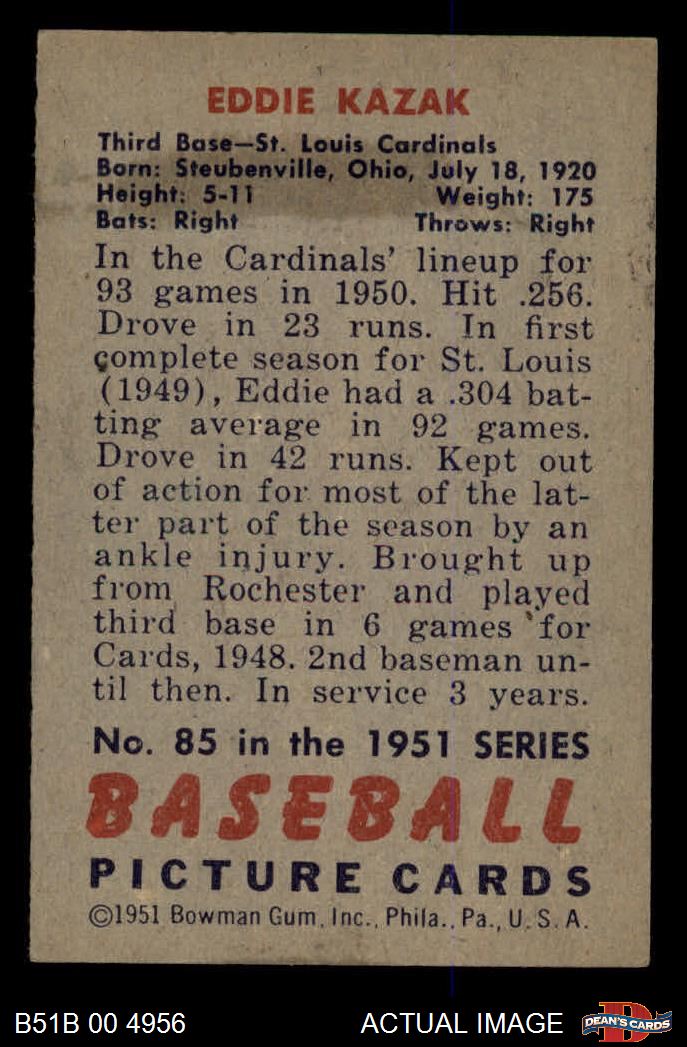 EDDIE KAZAK
Third Base—St. Louis Cardinals
Born: Steubenville, Ohio, July 18, 1920
Height: 5-11 Weight: 175
Bats: Right Throws: Right
In the Cardinals' lineup for
93 games in 1950. Hit .256.
Drove in 23 runs. In first
complete season for St. Louis
(1949), Eddie had a .304 bat-
ting average in 92 games.
Drove in 42 runs. Kept out
of action for most of the lat-
ter part of the season by an
ankle injury. Brought up
from Rochester and played
third base in 6 games for
Cards, 1948. 2nd baseman un-
til then. In service 3 years.
No. 85 in the 1951 SERIES
BASEBALL
PICTURE CARDS
©1951 Bowman Gum, Inc., Phila., Pa., U. S. A.
B51B 00 4956 ACTUAL IMAGE D DEAN'S CARDS